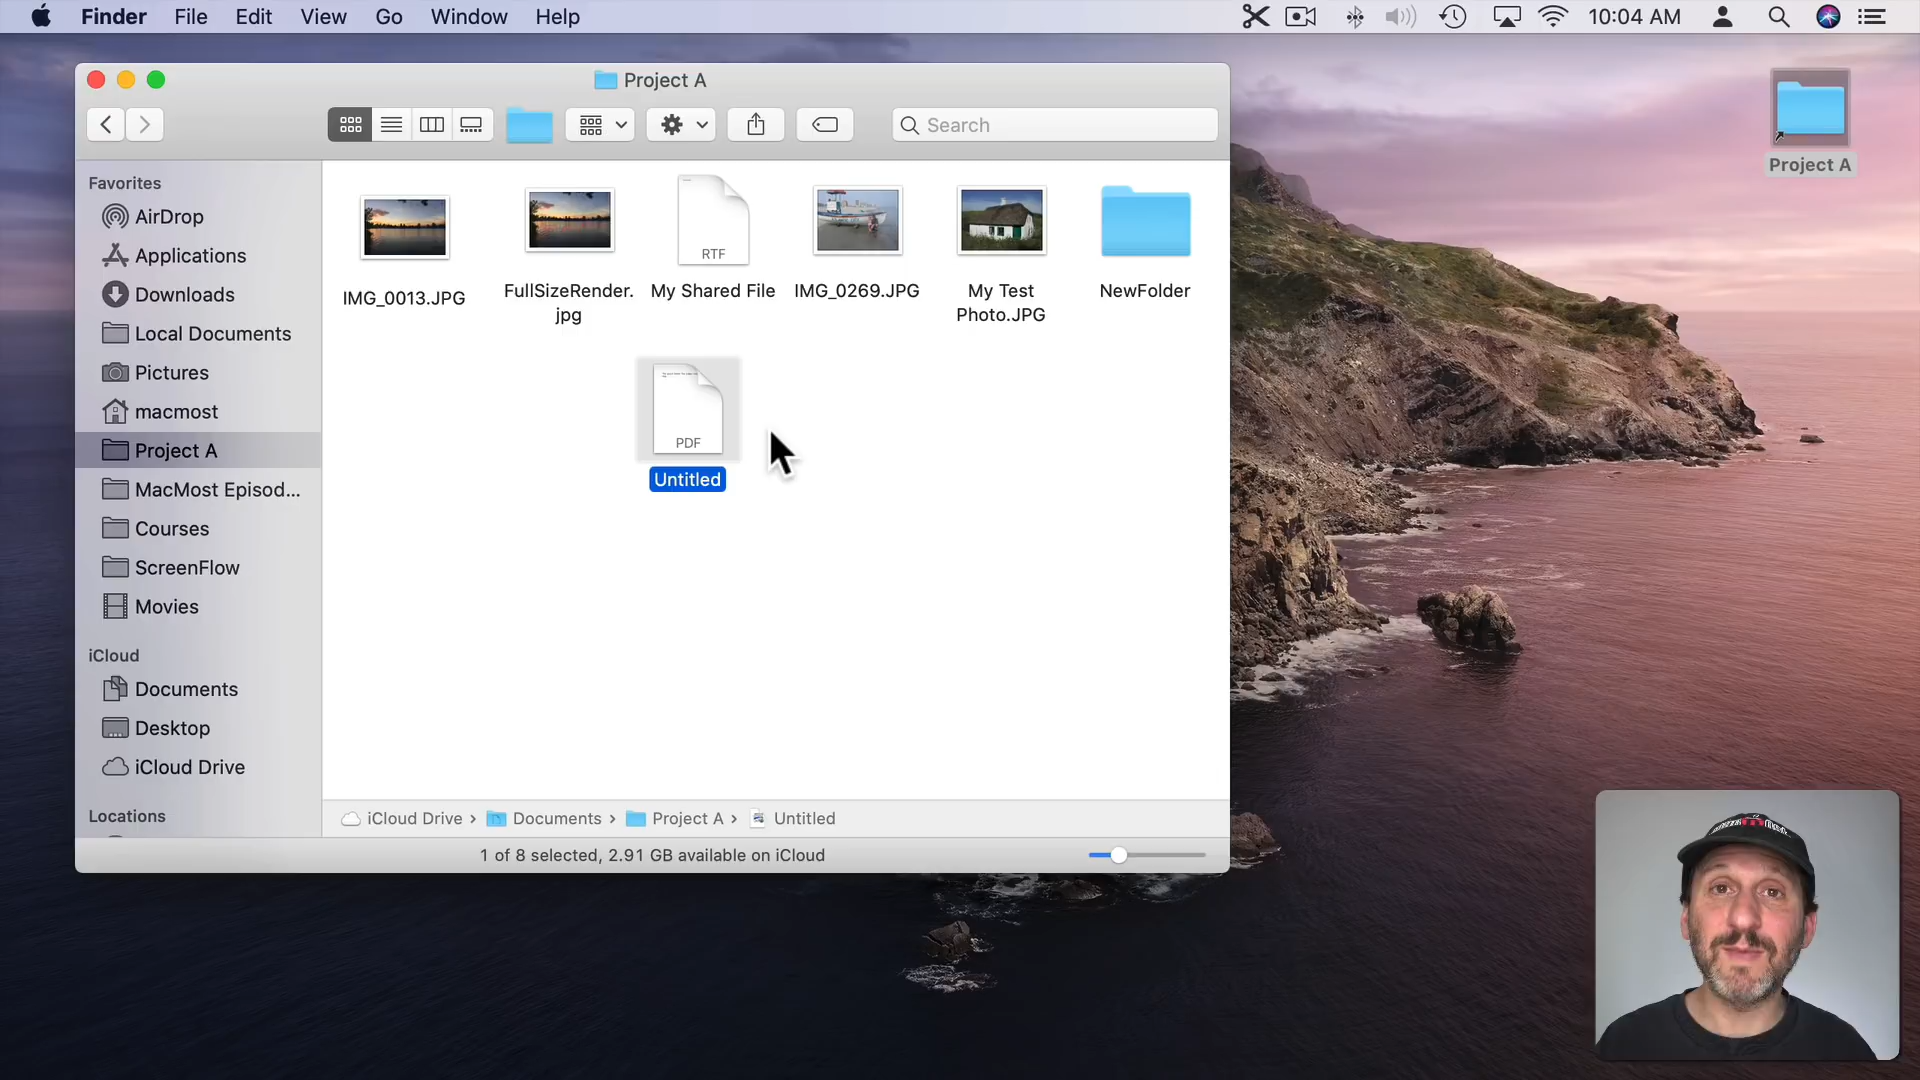 Finder File Edit View Go Window Help 10:04 AM
Project A
Search
Project A
Favorites
AirDrop
Applications
Downloads
Local Documents
Pictures
macmost
Project A
MacMost Episod...
Courses
ScreenFlow
Movies
iCloud
Documents
Desktop
iCloud Drive
Locations
IMG_0013.JPG
FullSizeRender.
jpg
RTF
My Shared File
IMG_0269.JPG
My Test
Photo.JPG
NewFolder
PDF
Untitled
iCloud Drive › Documents › Project A › Untitled
1 of 8 selected, 2.91 GB available on iCloud